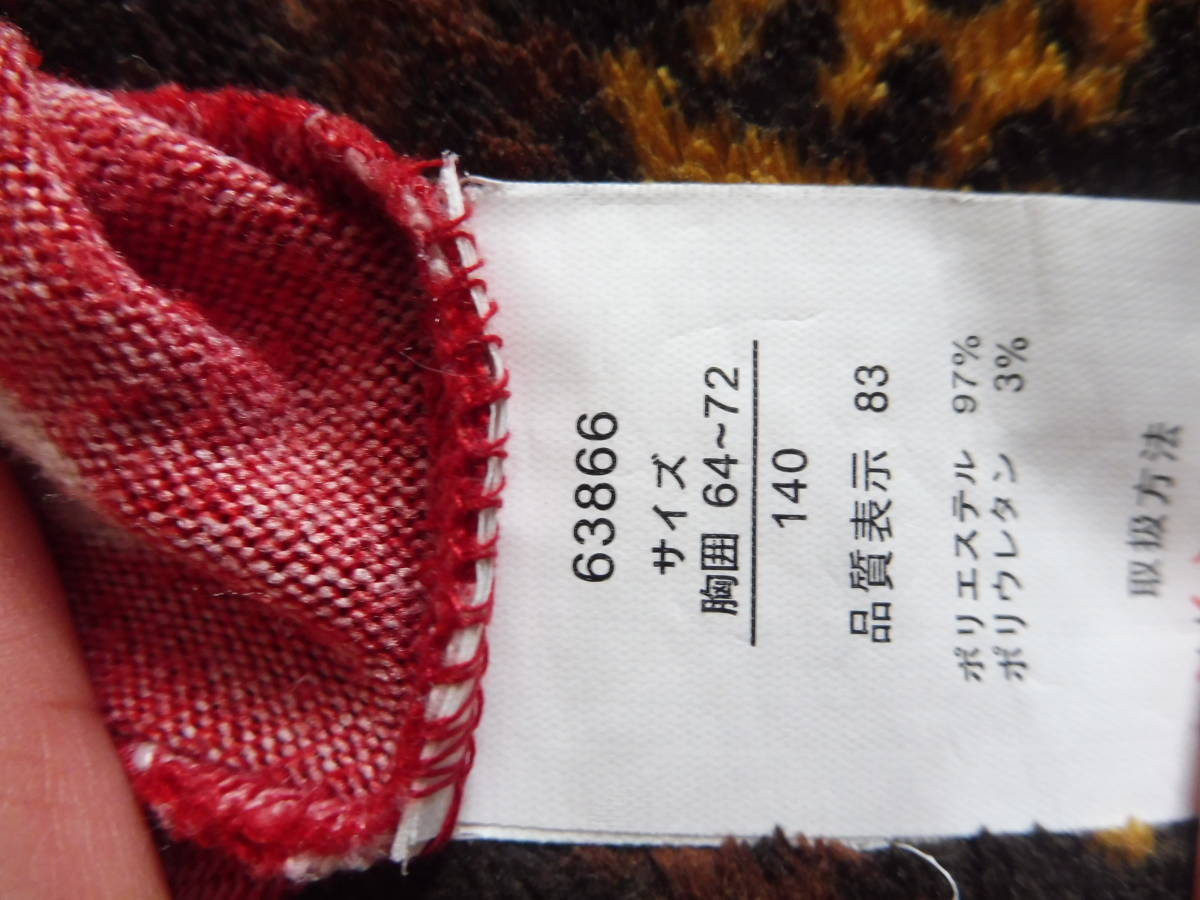 63866
サイズ
胸囲 64~72
140
品質表示 83
ポリエステル 97%
ポリウレタン 3%
取扱方法